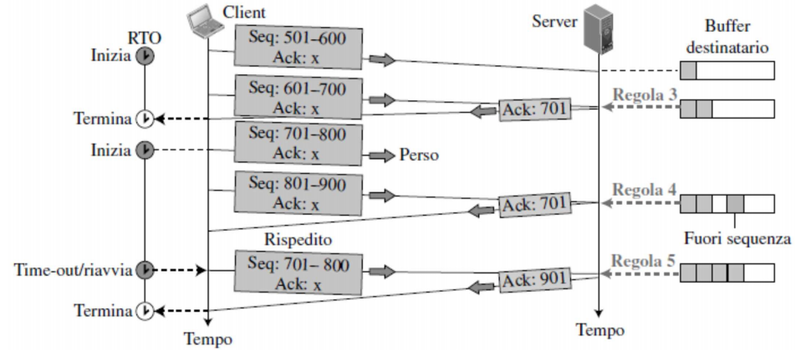 Client
Server
Buffer
destinatario
RTO
Inizia
Seq: 501–600
Ack: x
Seq: 601–700
Ack: x
Ack: 701
Regola 3
Termina
Inizia
Seq: 701–800
Ack: x
Perso
Seq: 801–900
Ack: x
Ack: 701
Regola 4
Fuori sequenza
Rispedito
Time-out/riavvia
Seq: 701– 800
Ack: x
Ack: 901
Regola 5
Termina
Tempo
Tempo